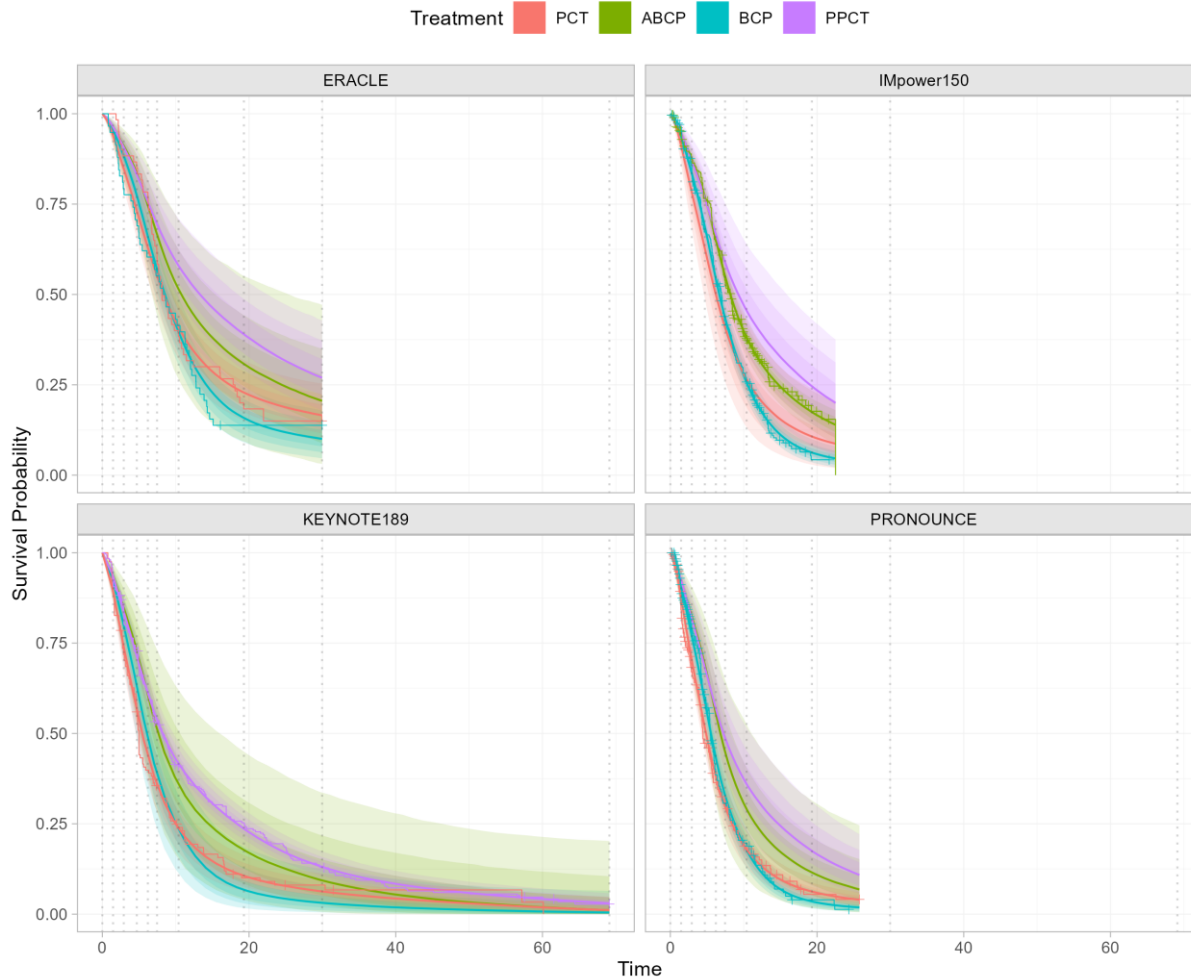 Treatment PCT ABCP BCP PPCT
ERACLE IMpower150
1.00
0.75
0.50
0.25
0.00
KEYNOTE189 PRONOUNCE
1.00
0.75
0.50
0.25
0.00
Survival Probability
0 20 40 60 0 20 40 60
Time